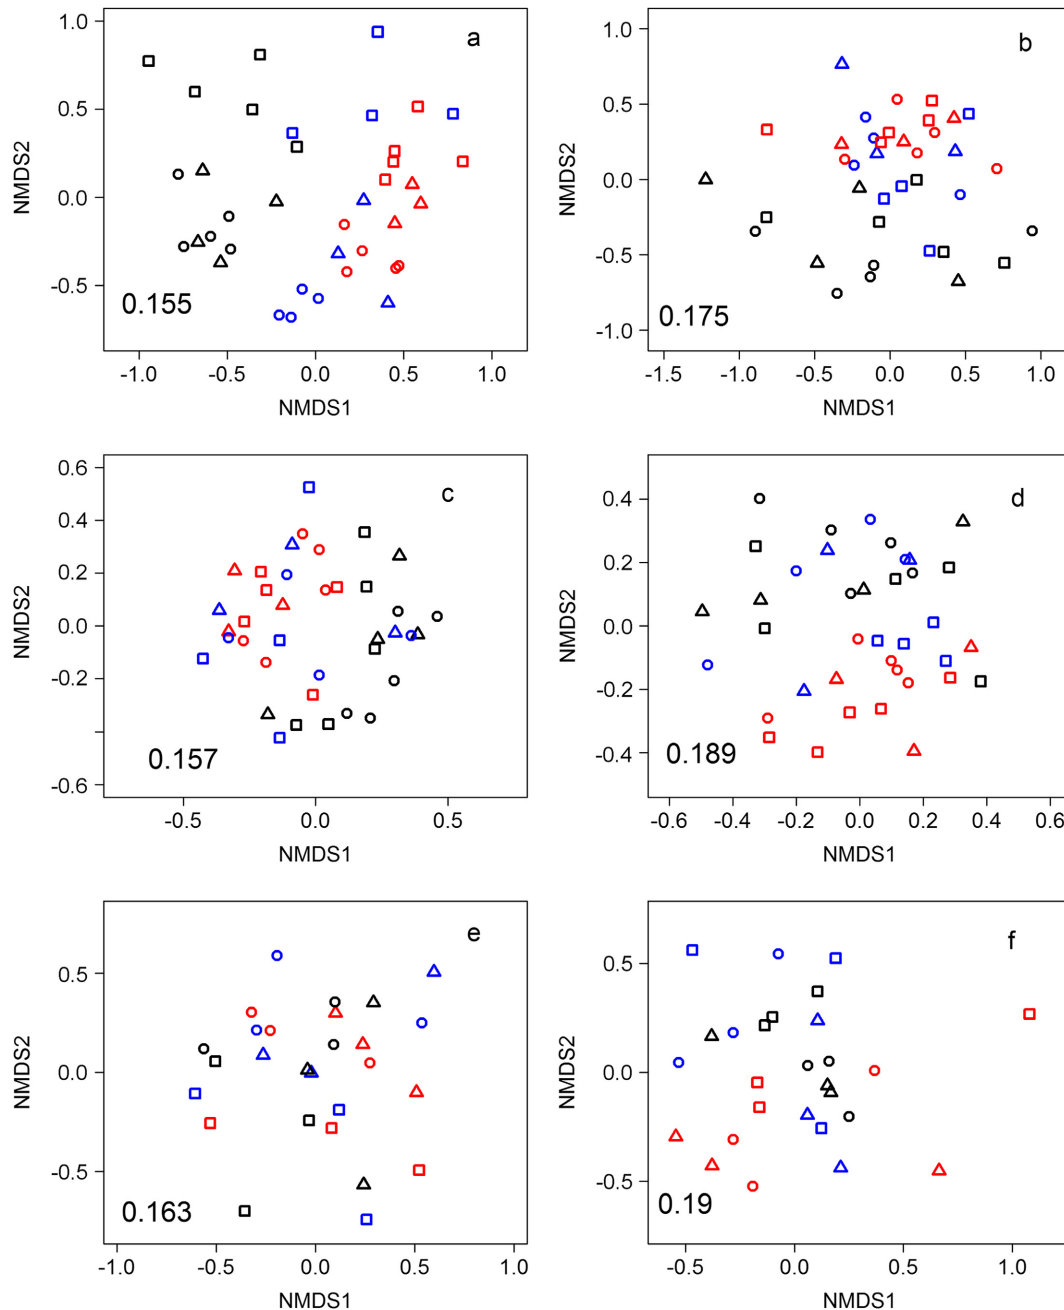 a
NMDS2
1.0
0.5
0.0
-0.5
0.155
-1.0 -0.5 0.0 0.5 1.0
NMDS1
b
NMDS2
1.0
0.5
0.0
-0.5
-1.0
0.175
-1.5 -1.0 -0.5 0.0 0.5 1.0
NMDS1
c
NMDS2
0.6
0.4
0.2
0.0
-0.2
-0.6
0.157
-0.5 0.0 0.5
NMDS1
d
NMDS2
0.4
0.2
0.0
-0.2
-0.4
0.189
-0.6 -0.4 -0.2 0.0 0.2 0.4 0.6
NMDS1
e
NMDS2
0.5
0.0
-0.5
0.163
-1.0 -0.5 0.0 0.5 1.0
NMDS1
f
NMDS2
0.5
0.0
-0.5
0.19
-0.5 0.0 0.5 1.0
NMDS1